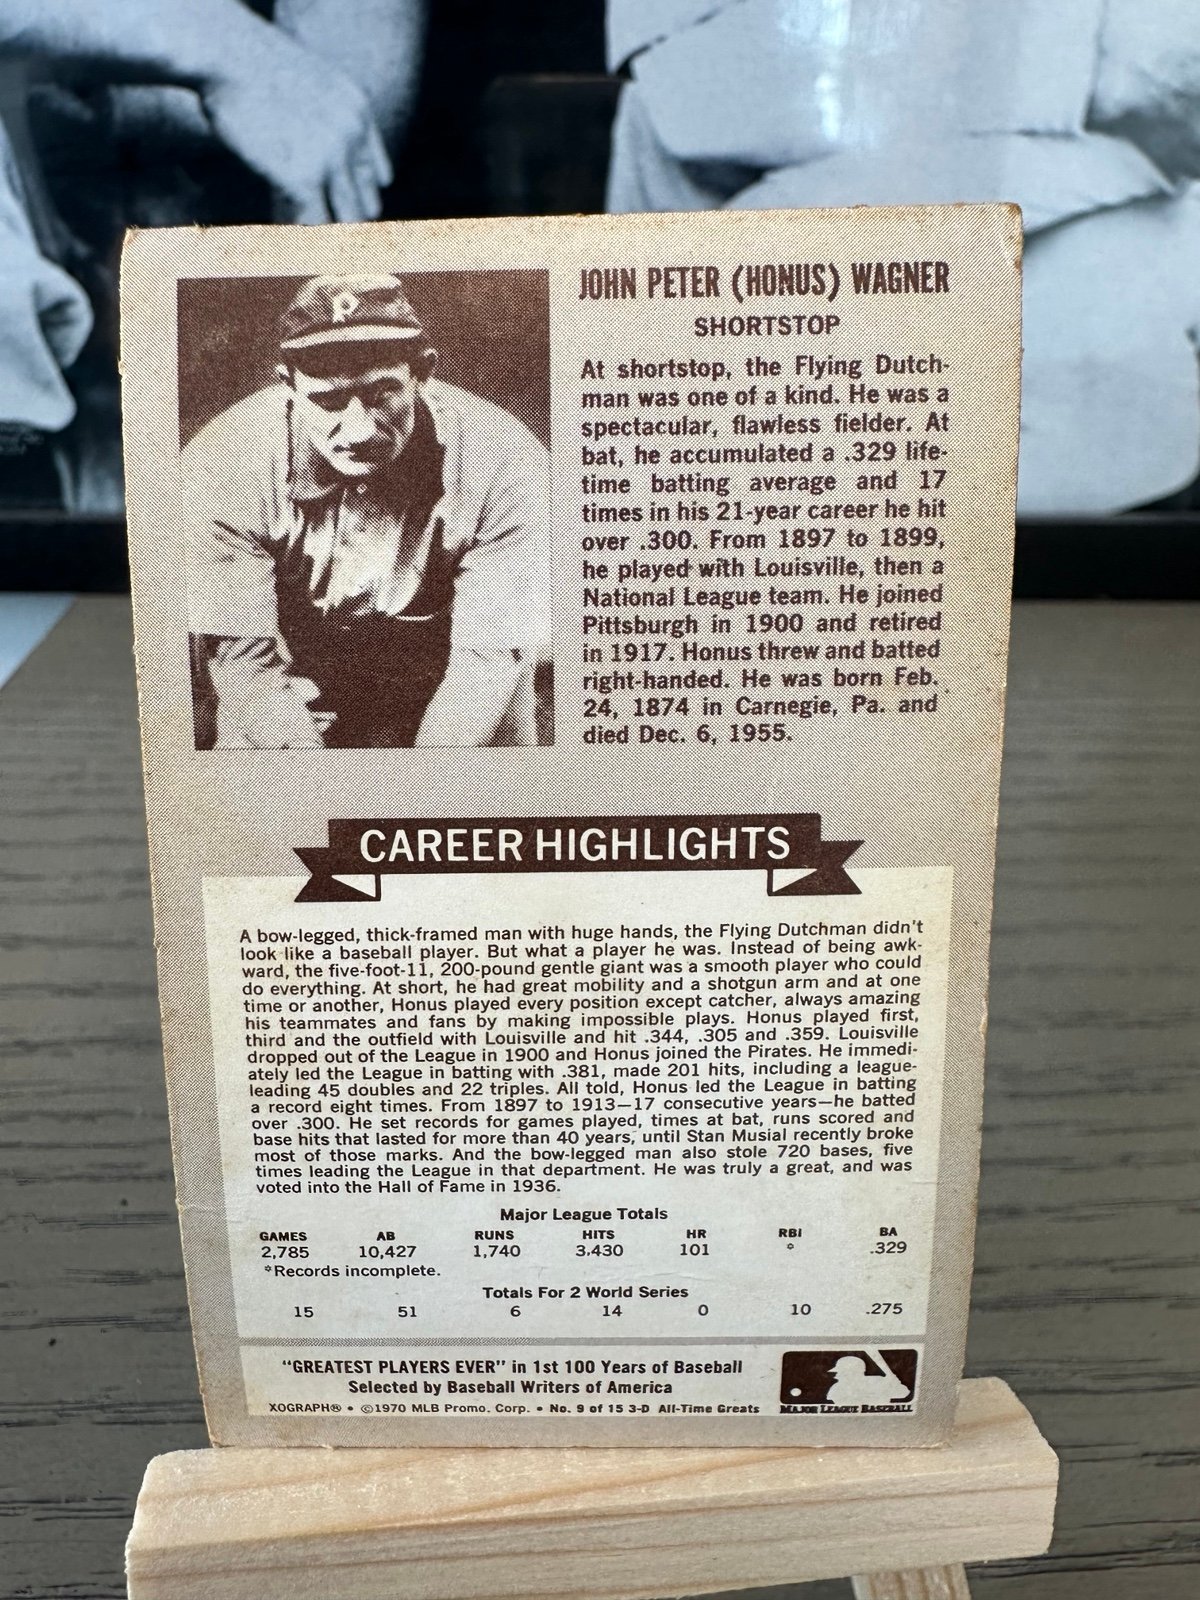 P
JOHN PETER (HONUS) WAGNER
SHORTSTOP
At shortstop, the Flying Dutch-
man was one of a kind. He was a
spectacular, flawless fielder. At
bat, he accumulated a .329 life-
time batting average and 17
times in his 21-year career he hit
over .300. From 1897 to 1899,
he played with Louisville, then a
National League team. He joined
Pittsburgh in 1900 and retired
in 1917. Honus threw and batted
right-handed. He was born Feb.
24, 1874 in Carnegie, Pa. and
died Dec. 6, 1955.
CAREER HIGHLIGHTS
A bow-legged, thick-framed man with huge hands, the Flying Dutchman didn't
look like a baseball player. But what a player he was. Instead of being awk-
ward, the five-foot-11, 200-pound gentle giant was a smooth player who could
do everything. At short, he had great mobility and a shotgun arm and at one
time or another, Honus played every position except catcher, always amazing
his teammates and fans by making impossible plays. Honus played first,
third and the outfield with Louisville and hit .344, .305 and .359. Louisville
dropped out of the League in 1900 and Honus joined the Pirates. He immedi-
ately led the League in batting with .381, made 201 hits, including a league-
leading 45 doubles and 22 triples. All told, Honus led the League in batting
a record eight times. From 1897 to 1913—17 consecutive years—he batted
over .300. He set records for games played, times at bat, runs scored and
base hits that lasted for more than 40 years, until Stan Musial recently broke
most of those marks. And the bow-legged man also stole 720 bases, five
times leading the League in that department. He was truly a great, and was
voted into the Hall of Fame in 1936.
Major League Totals
GAMES AB RUNS HITS HR RBI BA
2,785 10,427 1,740 3,430 101 * .329
*Records incomplete.
Totals For 2 World Series
15 51 6 14 0 10 .275
"GREATEST PLAYERS EVER" in 1st 100 Years of Baseball
Selected by Baseball Writers of America
XOGRAPH® • ©1970 MLB Promo. Corp. • No. 9 of 15 3-D All-Time Greats
MAJOR LEAGUE BASEBALL